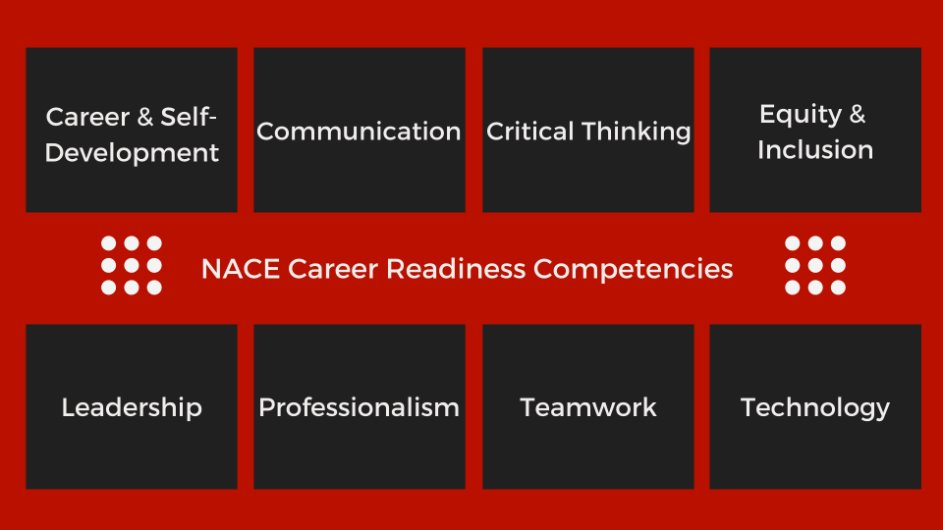 Career & Self-
Development
Communication
Critical Thinking
Equity &
Inclusion
NACE Career Readiness Competencies
Leadership
Professionalism
Teamwork
Technology